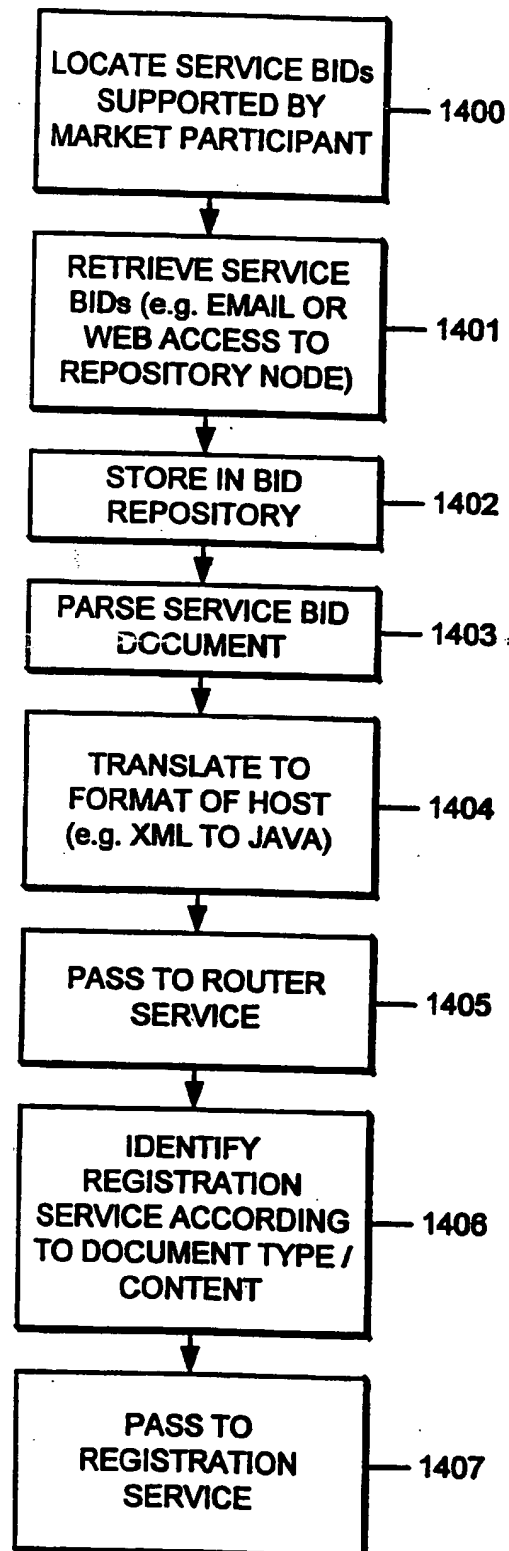 LOCATE SERVICE BIDs
SUPPORTED BY
MARKET PARTICIPANT
1400
RETRIEVE SERVICE
BIDs (e.g. EMAIL OR
WEB ACCESS TO
REPOSITORY NODE)
1401
STORE IN BID
REPOSITORY
1402
PARSE SERVICE BID
DOCUMENT
1403
TRANSLATE TO
FORMAT OF HOST
(e.g. XML TO JAVA)
1404
PASS TO ROUTER
SERVICE
1405
IDENTIFY
REGISTRATION
SERVICE ACCORDING
TO DOCUMENT TYPE /
CONTENT
1406
PASS TO
REGISTRATION
SERVICE
1407